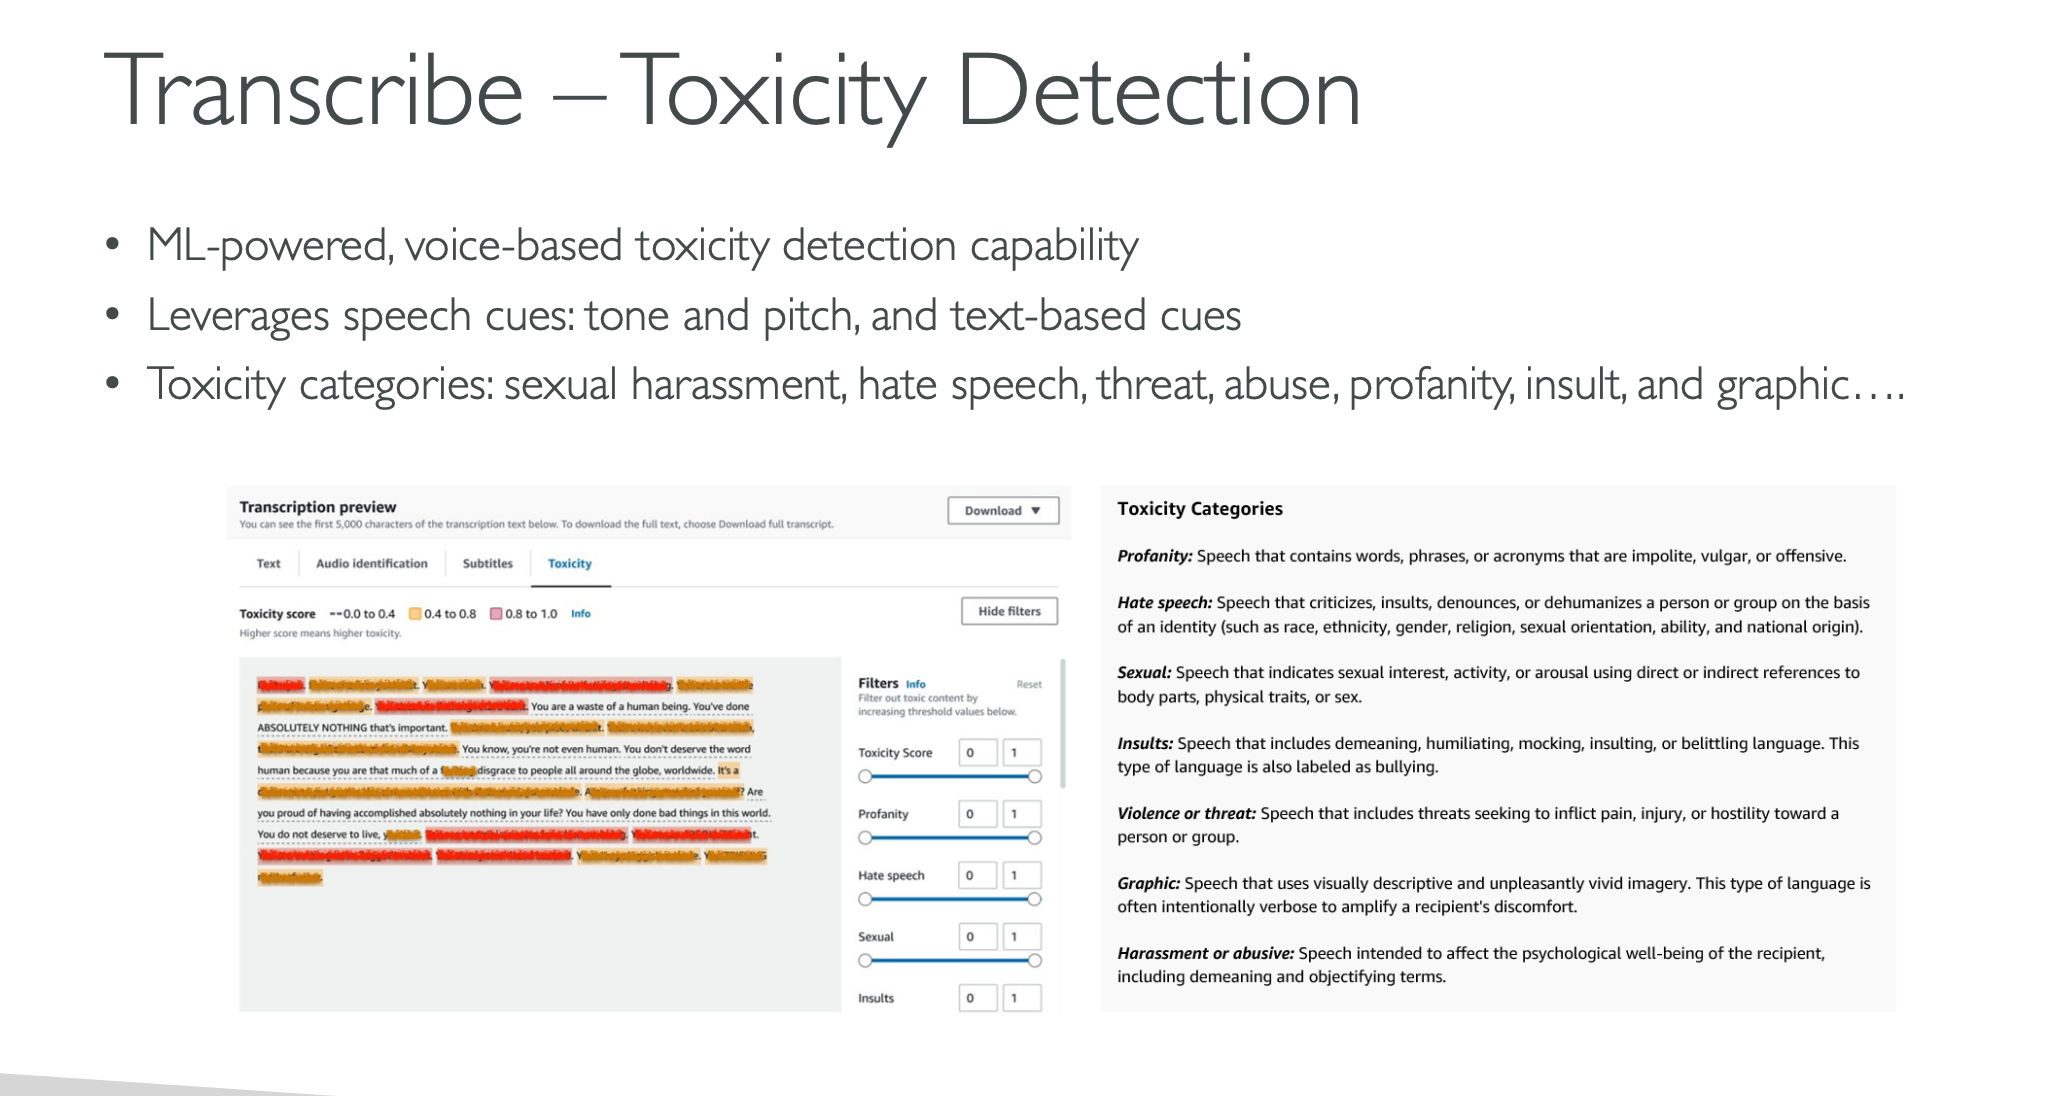 Transcribe – Toxicity Detection
• ML-powered, voice-based toxicity detection capability
• Leverages speech cues: tone and pitch, and text-based cues
• Toxicity categories: sexual harassment, hate speech, threat, abuse, profanity, insult, and graphic….
Transcription preview
You can see the first 5,000 characters of the transcription text below. To download the full text, choose Download full transcript.
Download ▼
Text
Audio identification
Subtitles
Toxicity
Toxicity score --0.0 to 0.4 0.4 to 0.8 0.8 to 1.0 Info
Higher score means higher toxicity.
Hide filters
You are a waste of a human being. You've done
ABSOLUTELY NOTHING that's important.
You know, you're not even human. You don't deserve the word
human because you are that much of a disgrace to people all around the globe, worldwide. It's a
? Are
you proud of having accomplished absolutely nothing in your life? You have only done bad things in this world.
You do not deserve to live,
Filters Info Reset
Filter out toxic content by
increasing threshold values below.
Toxicity Score 0 1
Profanity 0 1
Hate speech 0 1
Sexual 0 1
Insults 0 1
Toxicity Categories
Profanity: Speech that contains words, phrases, or acronyms that are impolite, vulgar, or offensive.
Hate speech: Speech that criticizes, insults, denounces, or dehumanizes a person or group on the basis
of an identity (such as race, ethnicity, gender, religion, sexual orientation, ability, and national origin).
Sexual: Speech that indicates sexual interest, activity, or arousal using direct or indirect references to
body parts, physical traits, or sex.
Insults: Speech that includes demeaning, humiliating, mocking, insulting, or belittling language. This
type of language is also labeled as bullying.
Violence or threat: Speech that includes threats seeking to inflict pain, injury, or hostility toward a
person or group.
Graphic: Speech that uses visually descriptive and unpleasantly vivid imagery. This type of language is
often intentionally verbose to amplify a recipient's discomfort.
Harassment or abusive: Speech intended to affect the psychological well-being of the recipient,
including demeaning and objectifying terms.